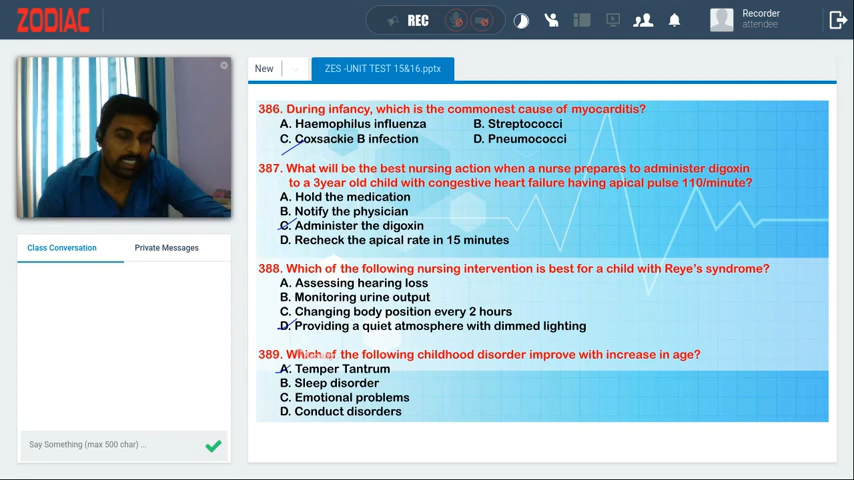 ZODIAC
REC
Recorder
attendee
New
ZES -UNIT TEST 15&16.pptx
386. During infancy, which is the commonest cause of myocarditis?
A. Haemophilus influenza B. Streptococci
C. Coxsackie B infection D. Pneumococci
387. What will be the best nursing action when a nurse prepares to administer digoxin
to a 3year old child with congestive heart failure having apical pulse 110/minute?
A. Hold the medication
B. Notify the physician
C. Administer the digoxin
D. Recheck the apical rate in 15 minutes
388. Which of the following nursing intervention is best for a child with Reye's syndrome?
A. Assessing hearing loss
B. Monitoring urine output
C. Changing body position every 2 hours
D. Providing a quiet atmosphere with dimmed lighting
389. Which of the following childhood disorder improve with increase in age?
A. Temper Tantrum
B. Sleep disorder
C. Emotional problems
D. Conduct disorders
Class Conversation
Private Messages
Say Something (max 500 char) ...